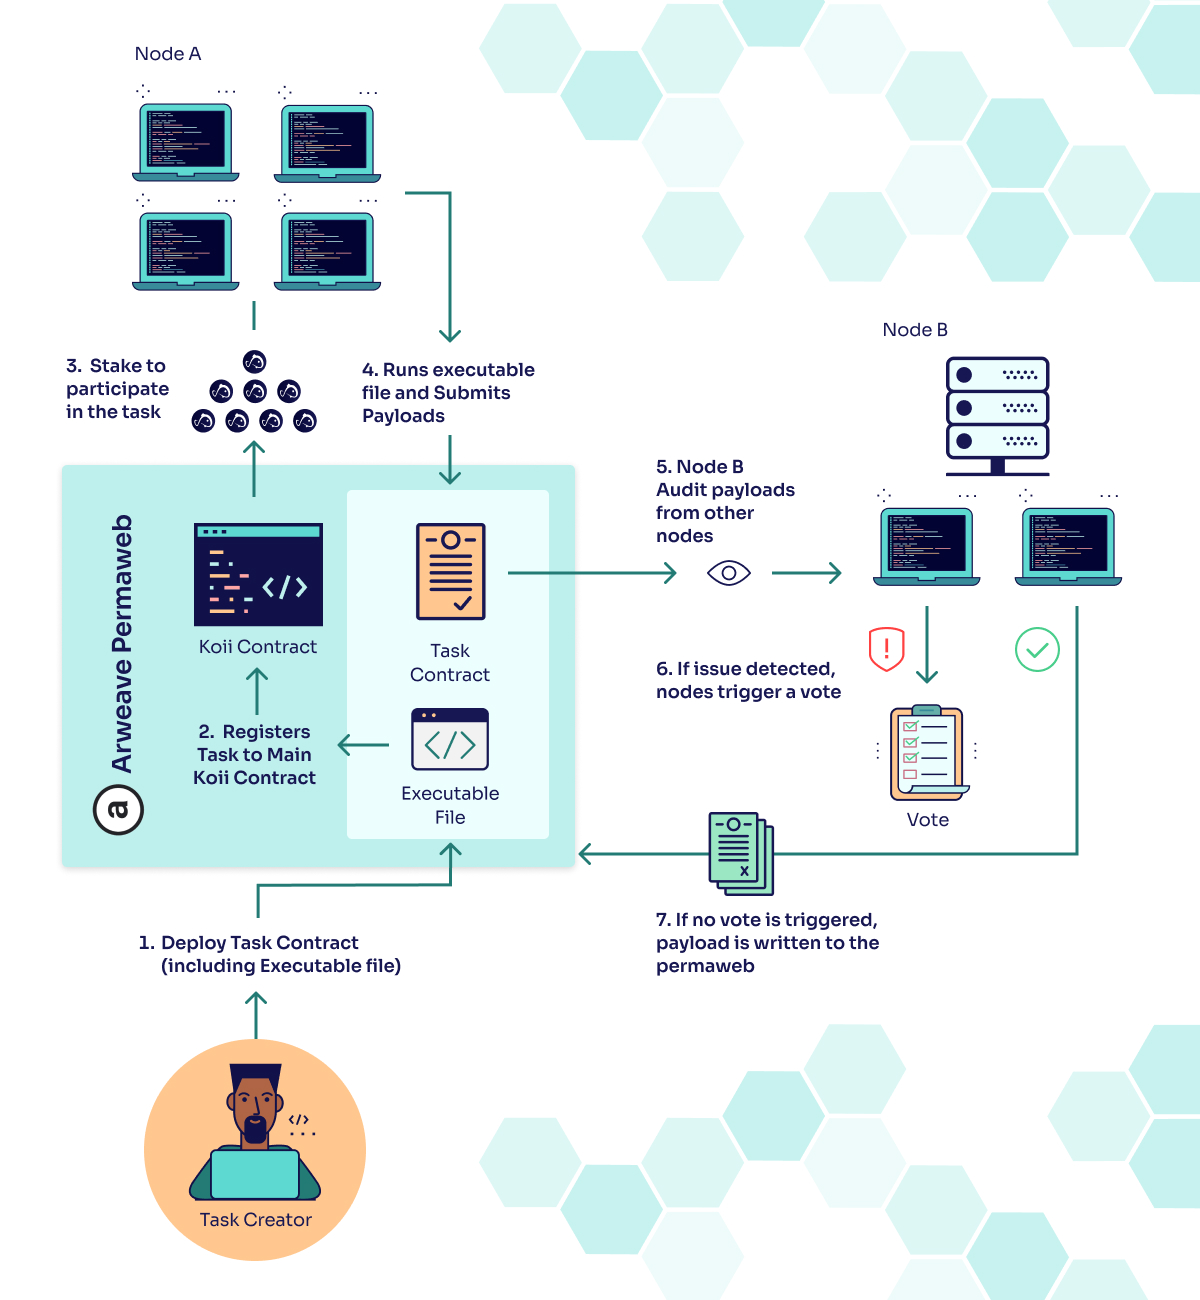 Node A
3. Stake to
participate
in the task
4. Runs executable
file and Submits
Payloads
Node B
5. Node B
Audit payloads
from other
nodes
Arweave Permaweb
a
</>
Koii Contract
Task
Contract
2. Registers
Task to Main
Koii Contract
</>
Executable
File
6. If issue detected,
nodes trigger a vote
!
Vote
x
7. If no vote is triggered,
payload is written to the
permaweb
1. Deploy Task Contract
(including Executable file)
</>
Task Creator